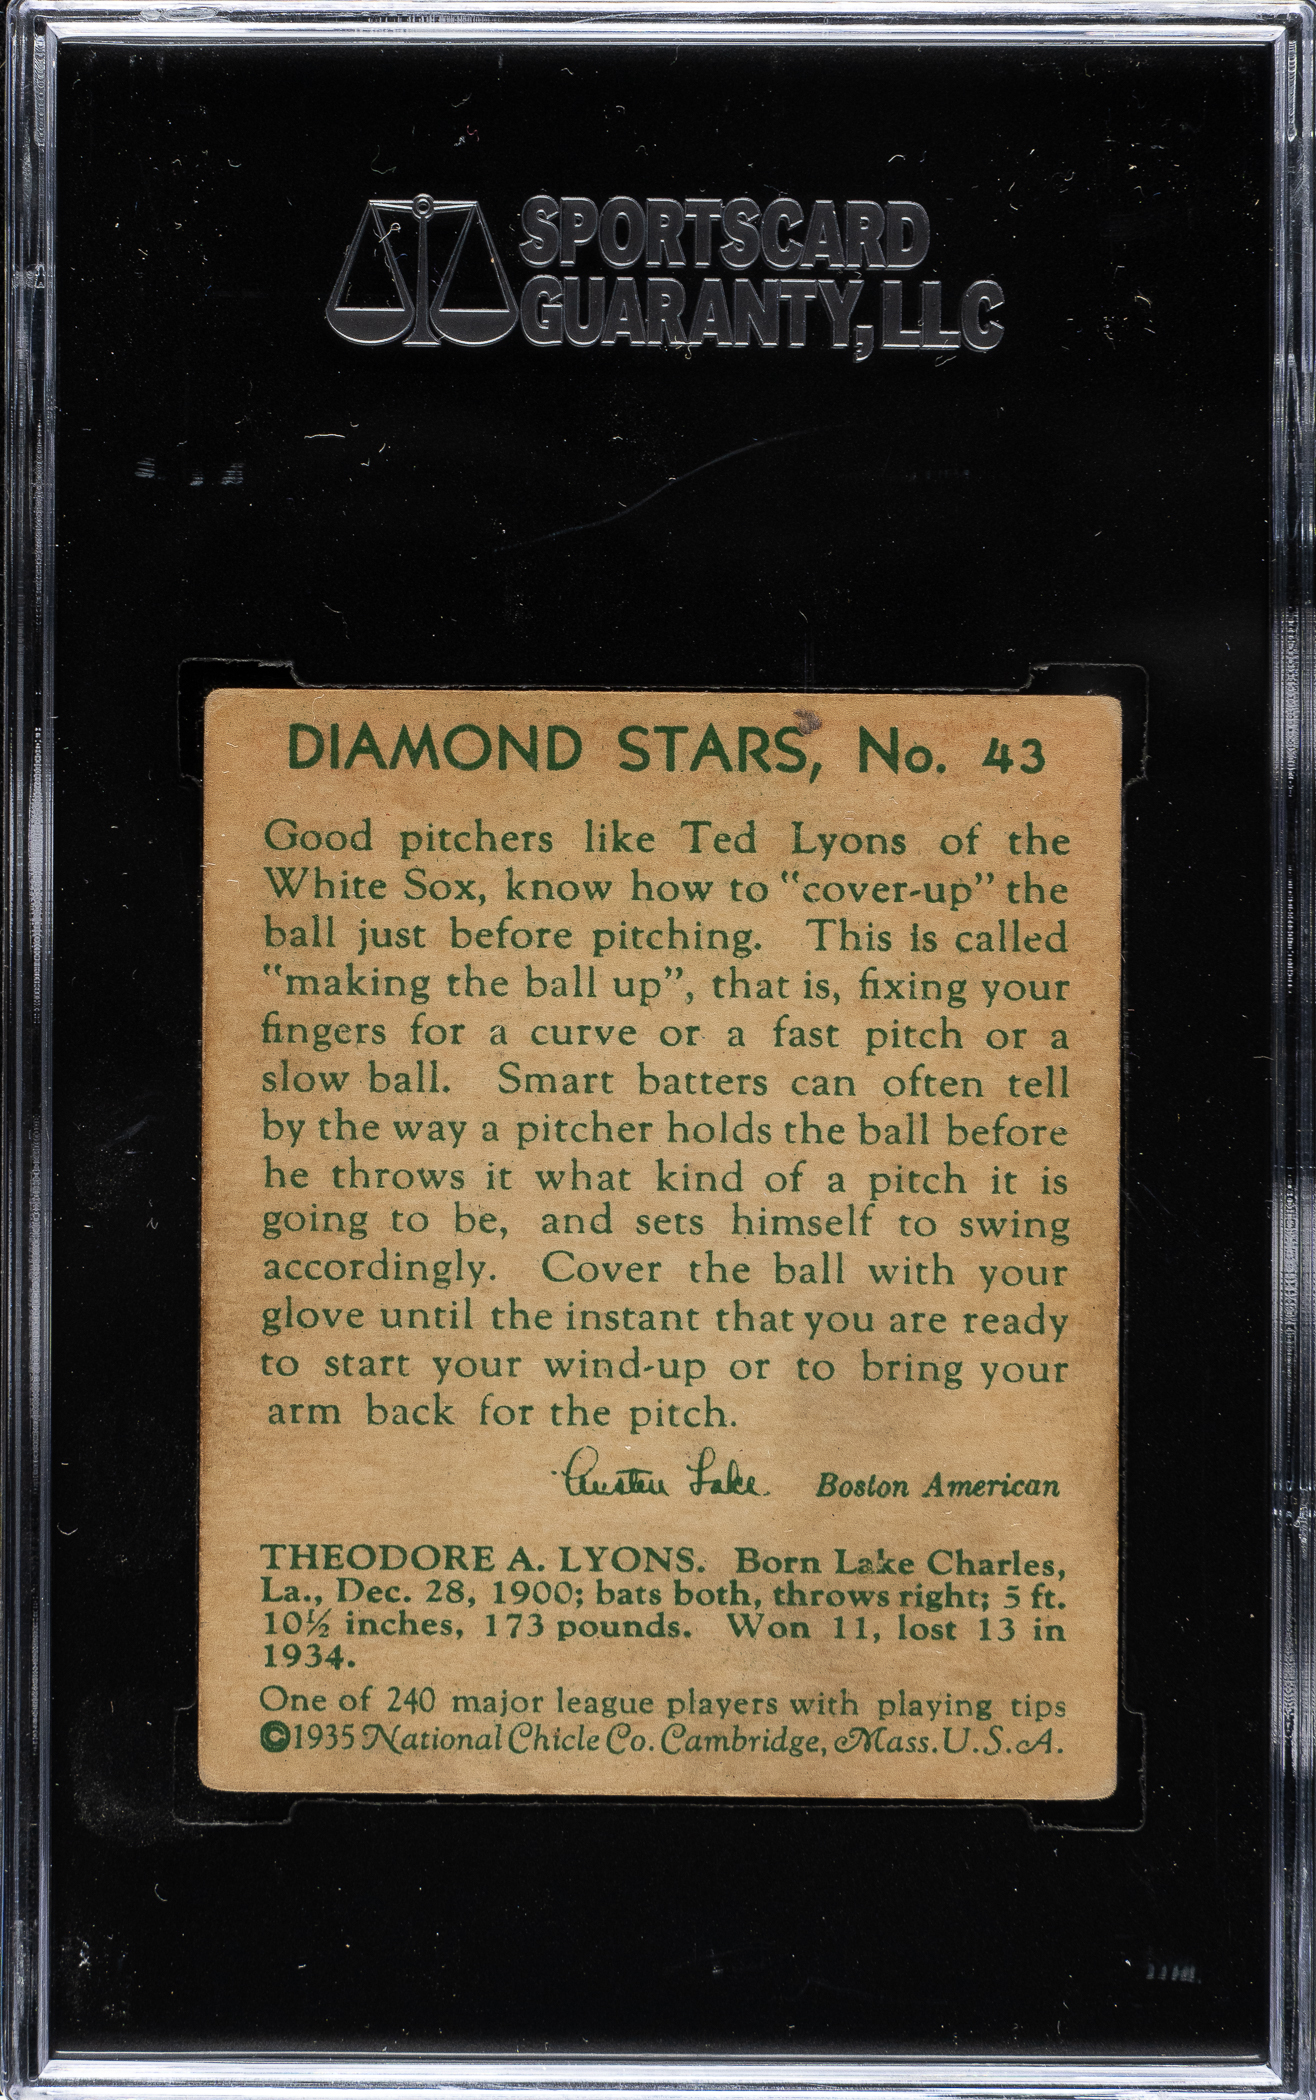 SPORTSCARD
GUARANTY, LLC
DIAMOND STARS, No. 43
Good pitchers like Ted Lyons of the
White Sox, know how to "cover-up" the
ball just before pitching. This is called
"making the ball up", that is, fixing your
fingers for a curve or a fast pitch or a
slow ball. Smart batters can often tell
by the way a pitcher holds the ball before
he throws it what kind of a pitch it is
going to be, and sets himself to swing
accordingly. Cover the ball with your
glove until the instant that you are ready
to start your wind-up or to bring your
arm back for the pitch.
Austen Lake Boston American
THEODORE A. LYONS. Born Lake Charles,
La., Dec. 28, 1900; bats both, throws right; 5 ft.
10½ inches, 173 pounds. Won 11, lost 13 in
1934.
One of 240 major league players with playing tips
©1935 National Chicle Co. Cambridge, Mass. U.S.A.